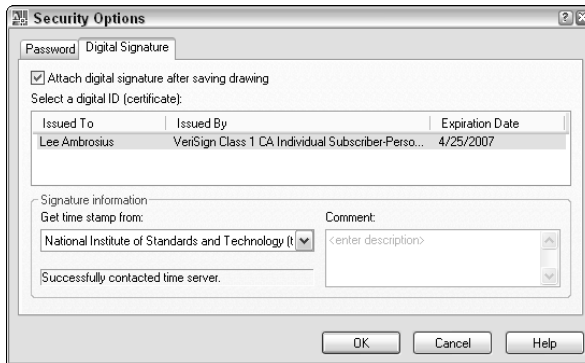 Security Options
Password Digital Signature
Attach digital signature after saving drawing
Select a digital ID (certificate):
Issued To Issued By Expiration Date
Lee Ambrosius VeriSign Class 1 CA Individual Subscriber-Perso... 4/25/2007
Signature information
Get time stamp from: Comment:
National Institute of Standards and Technology (t <enter description>
Successfully contacted time server.
OK Cancel Help